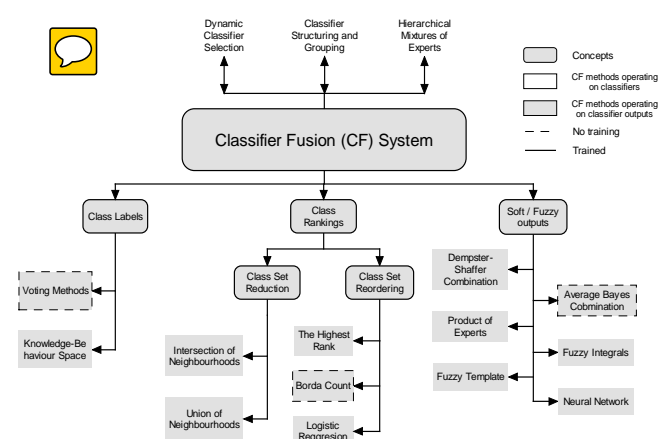 Dynamic
Classifier
Selection
Classifier
Structuring and
Grouping
Hierarchical
Mixtures of
Experts
Concepts
CF methods operating
on classifiers
CF methods operating
on classifier outputs
No training
Trained
Classifier Fusion (CF) System
Class Labels
Class
Rankings
Soft / Fuzzy
outputs
Voting Methods
Knowledge-Be
haviour Space
Class Set
Reduction
Class Set
Reordering
Intersection of
Neighbourhoods
Union of
Neighbourhoods
The Highest
Rank
Borda Count
Logistic
Reggresion
Dempster-
Shaffer
Combination
Average Bayes
Cobmination
Product of
Experts
Fuzzy Integrals
Fuzzy Template
Neural Network